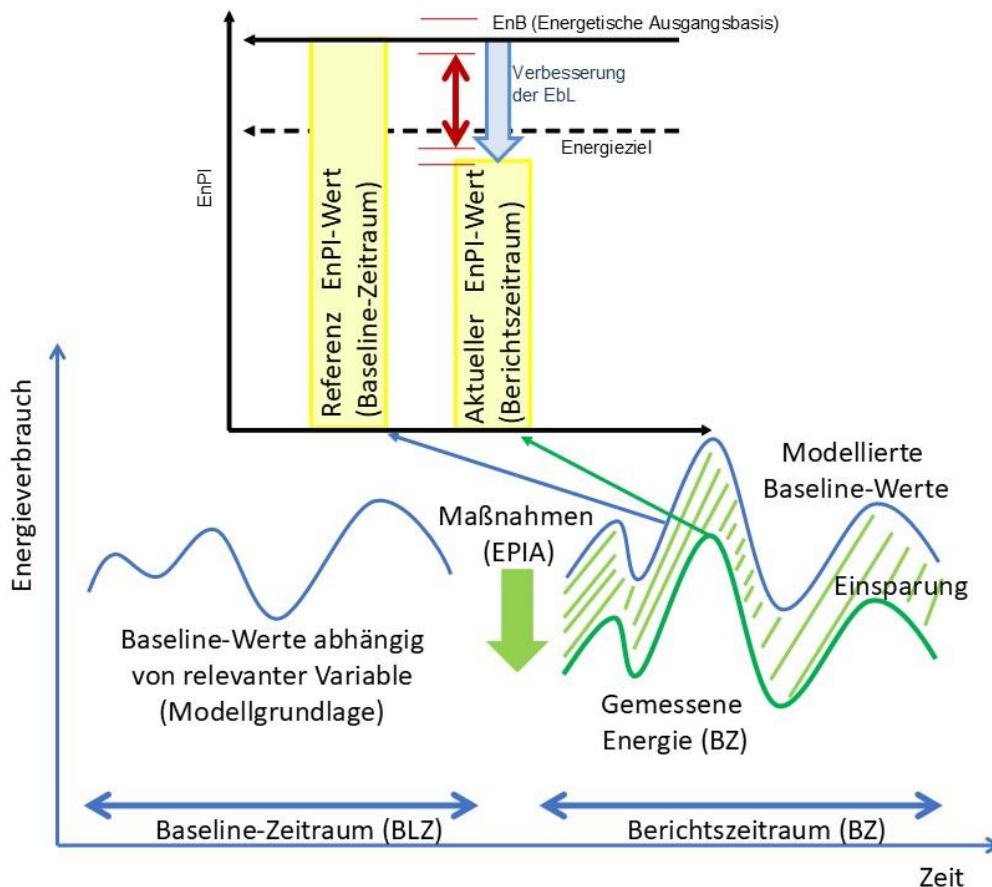 EnB (Energetische Ausgangsbasis)
Verbesserung
der EbL
Energieziel
EnPI
Referenz EnPI-Wert
(Baseline-Zeitraum)
Aktueller EnPI-Wert
(Berichtszeitraum)
Energieverbrauch
Maßnahmen
(EPIA)
Modellierte
Baseline-Werte
Einsparung
Baseline-Werte abhängig
von relevanter Variable
(Modellgrundlage)
Gemessene
Energie (BZ)
Baseline-Zeitraum (BLZ)
Berichtszeitraum (BZ)
Zeit